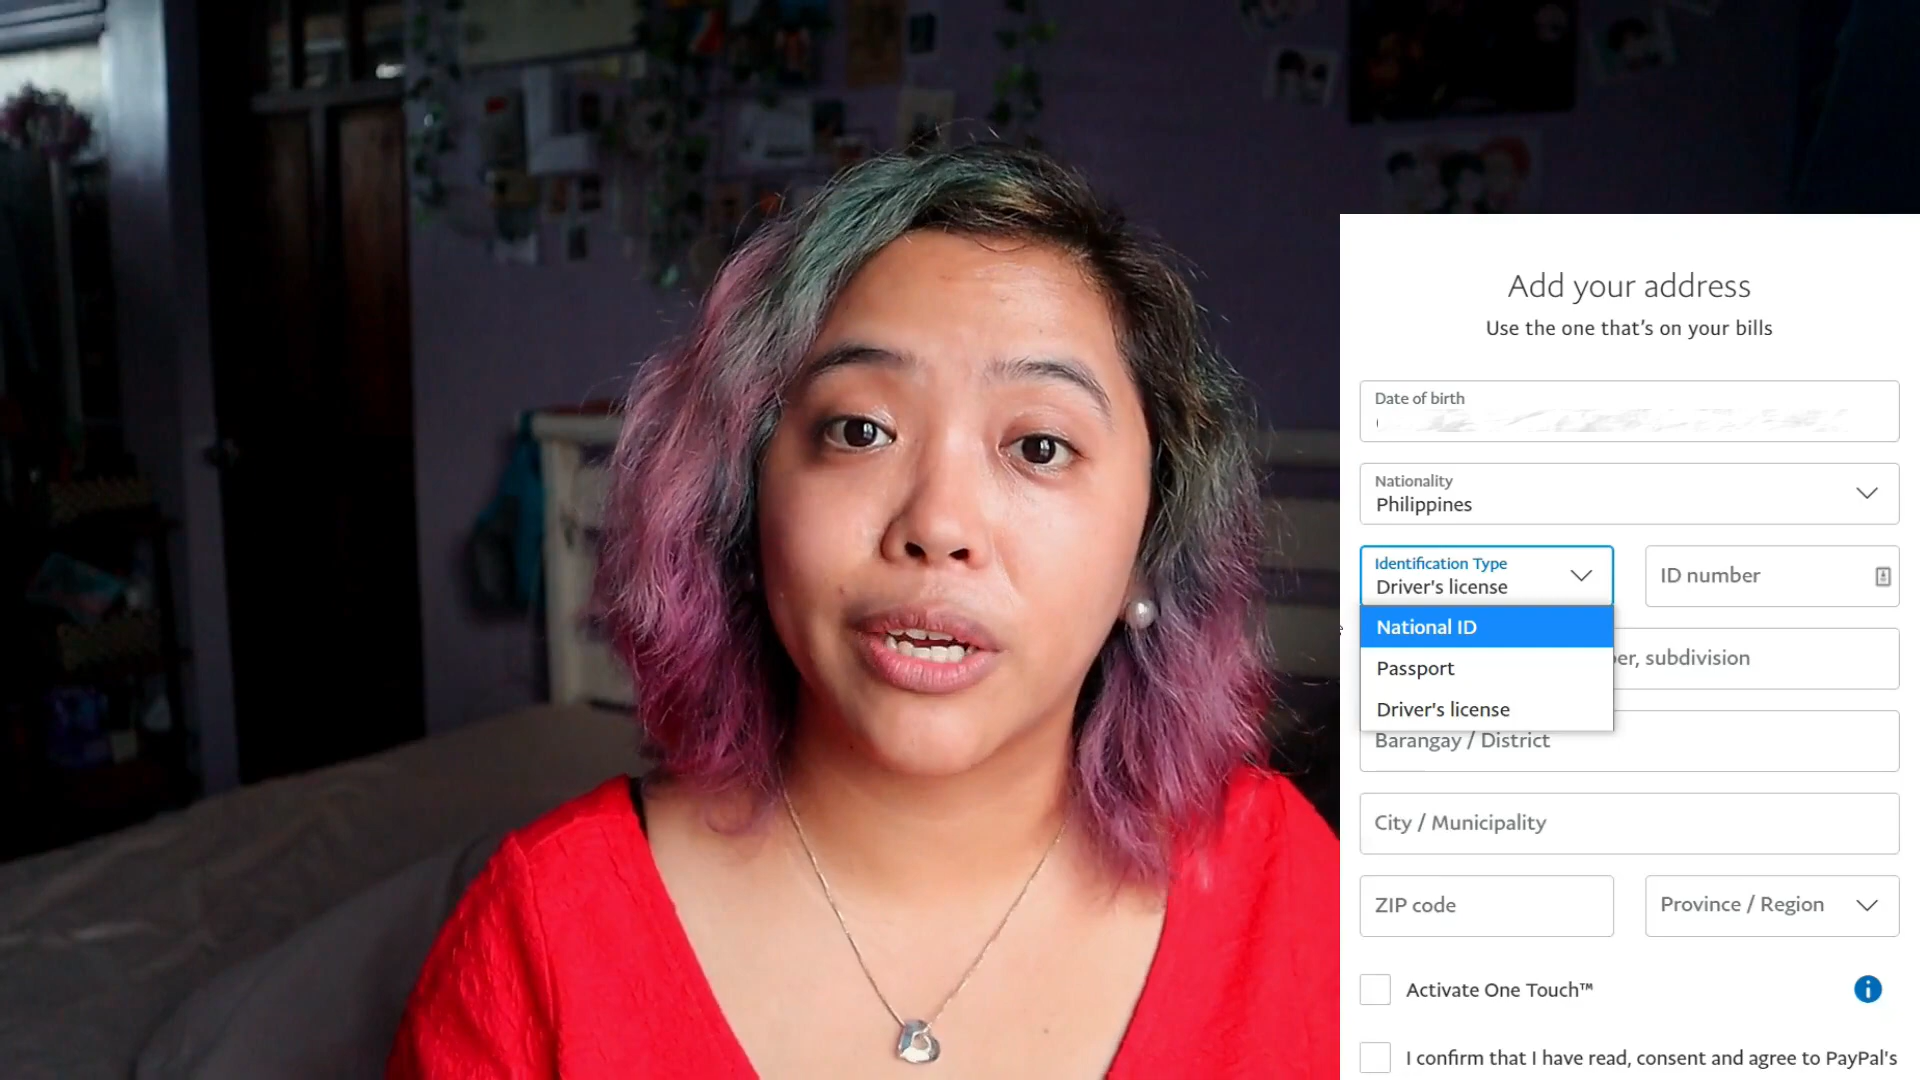 Add your address
Use the one that's on your bills
Date of birth
Nationality
Philippines
Identification Type
Driver's license
ID number
National ID
Passport
Driver's license
subdivision
Barangay / District
City / Municipality
ZIP code
Province / Region
Activate One Touch™
I confirm that I have read, consent and agree to PayPal's